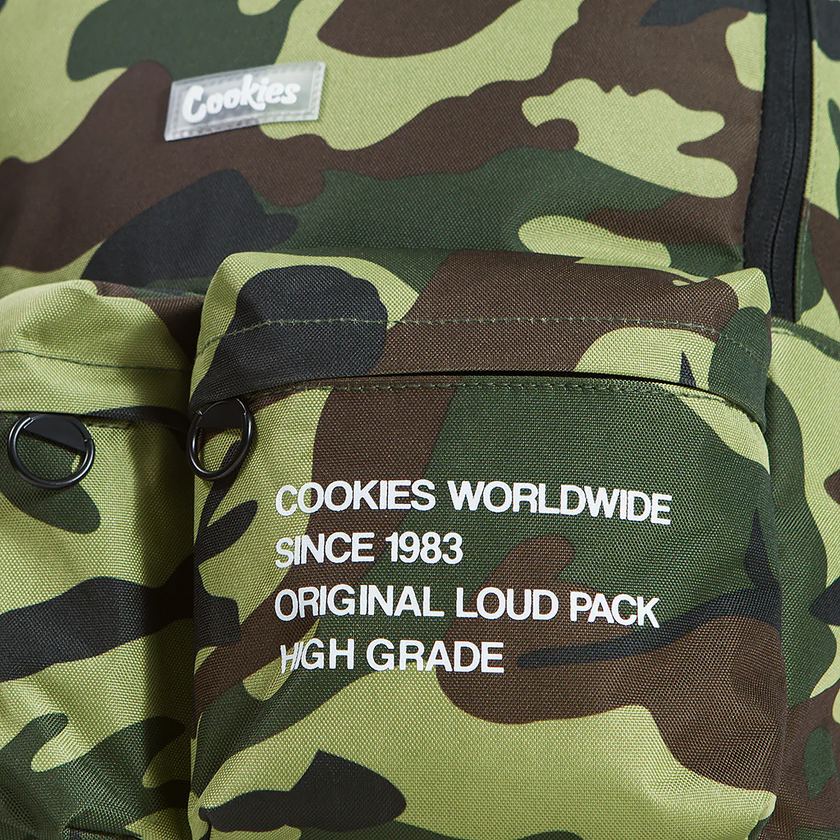 Cookies
COOKIES WORLDWIDE
SINCE 1983
ORIGINAL LOUD PACK
HIGH GRADE